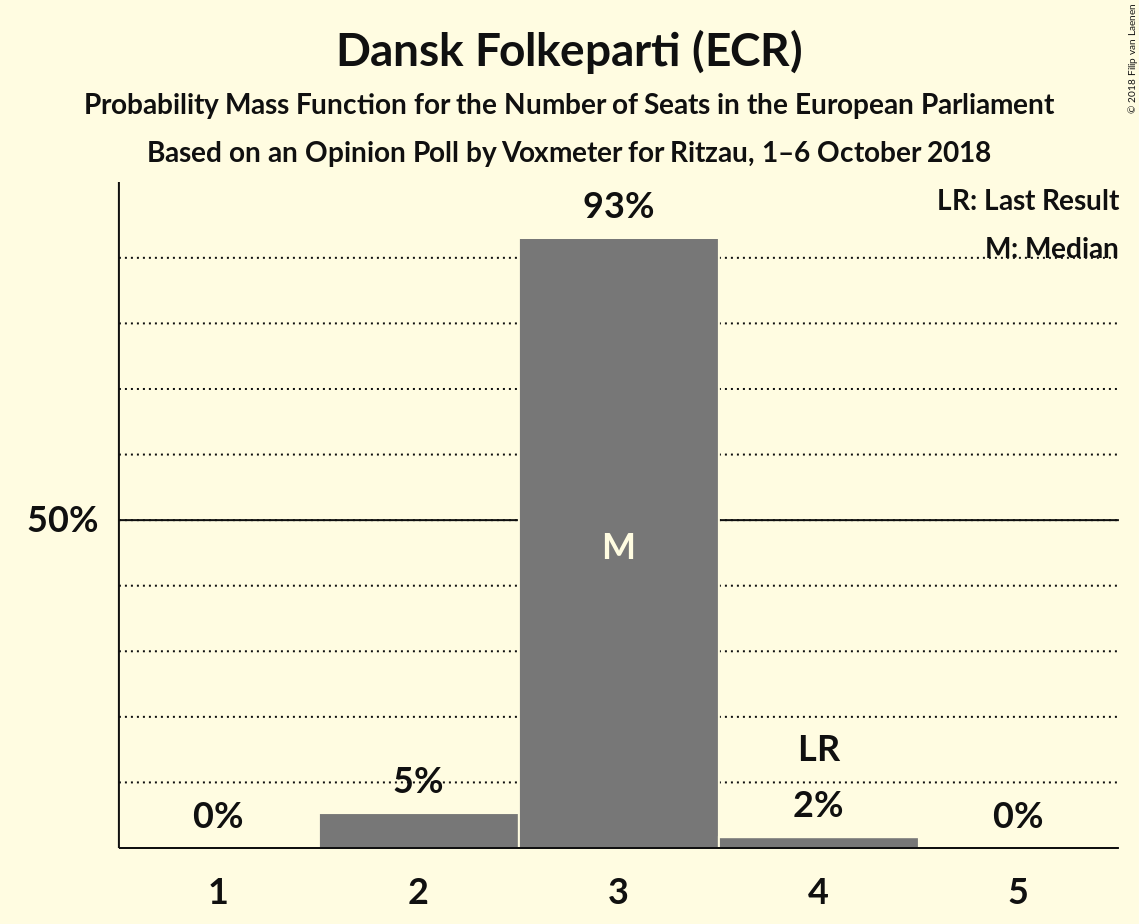 Dansk Folkeparti (ECR)
Probability Mass Function for the Number of Seats in the European Parliament
Based on an Opinion Poll by Voxmeter for Ritzau, 1–6 October 2018
© 2018 Filip van Laenen
LR: Last Result
M: Median
93%
50%
M
LR
5%
2%
0%
0%
1 2 3 4 5